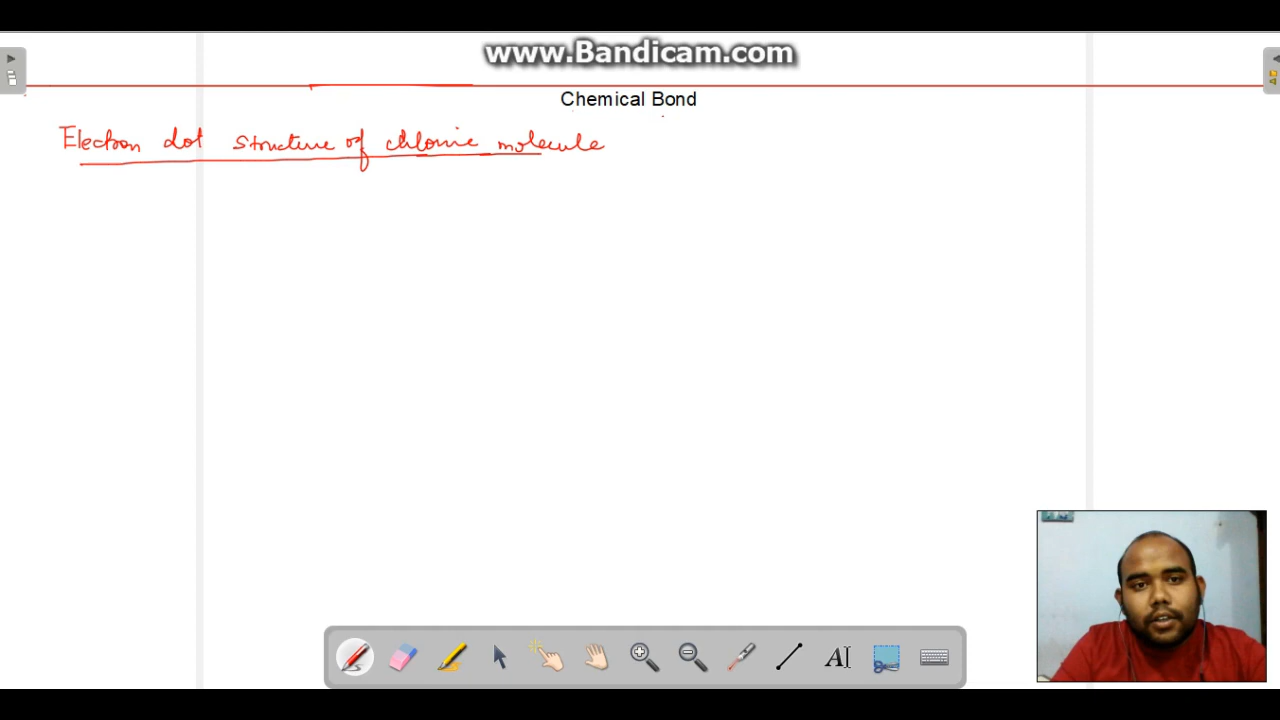 www.Bandicam.com
Chemical Bond
Electron dot structure of chlorine molecule